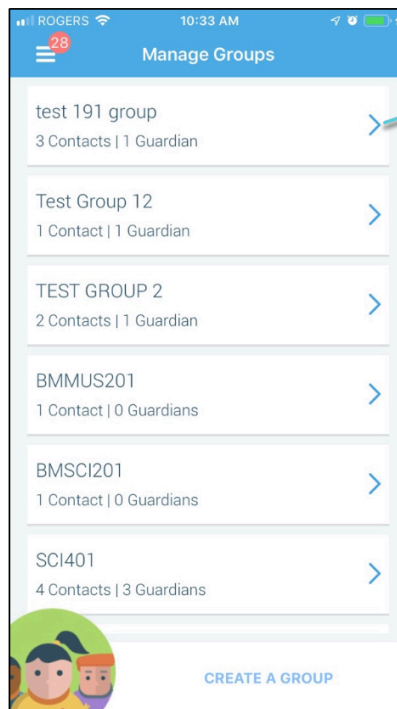 ROGERS 10:33 AM
28
Manage Groups
test 191 group
3 Contacts | 1 Guardian
Test Group 12
1 Contact | 1 Guardian
TEST GROUP 2
2 Contacts | 1 Guardian
BMMUS201
1 Contact | 0 Guardians
BMSCI201
1 Contact | 0 Guardians
SCI401
4 Contacts | 3 Guardians
CREATE A GROUP